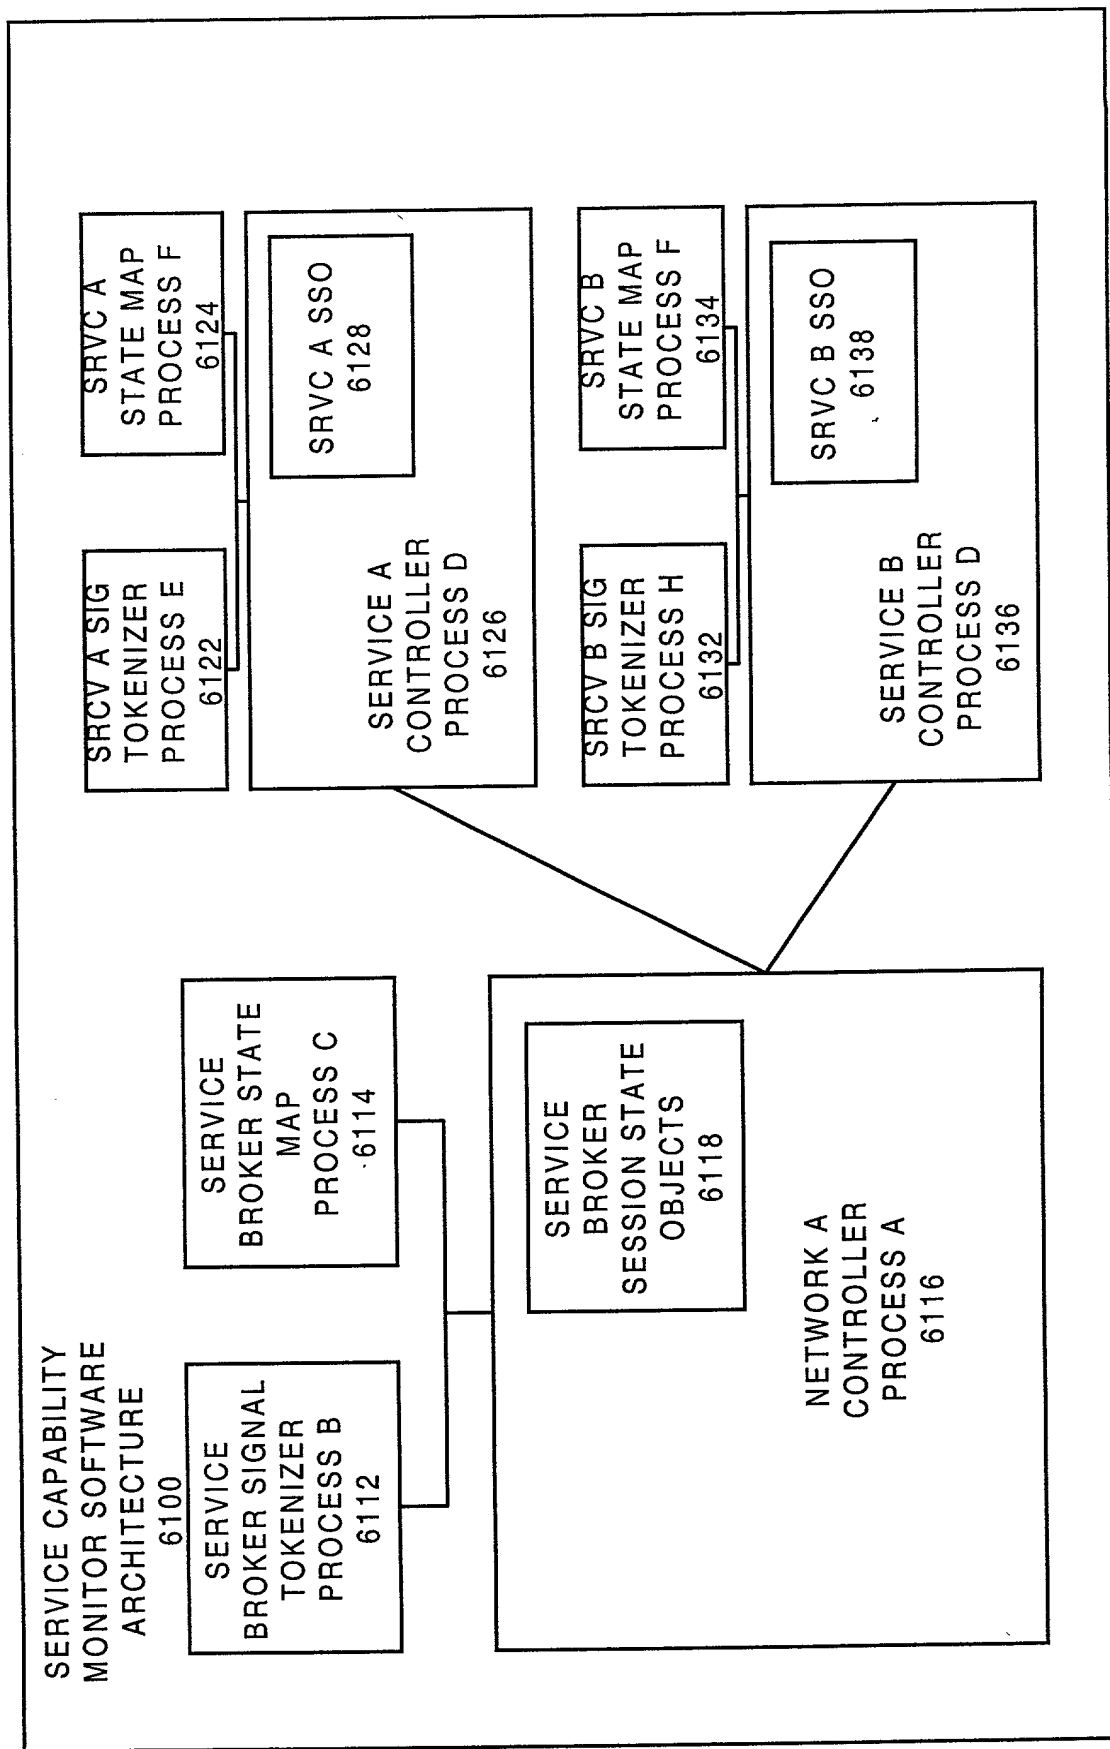 SERVICE CAPABILITY
MONITOR SOFTWARE
ARCHITECTURE
6100
SERVICE
BROKER SIGNAL
TOKENIZER
PROCESS B
6112
SERVICE
BROKER STATE
MAP
PROCESS C
6114
SERVICE
BROKER
SESSION STATE
OBJECTS
6118
NETWORK A
CONTROLLER
PROCESS A
6116
SRCV A SIG
TOKENIZER
PROCESS E
6122
SRVC A
STATE MAP
PROCESS F
6124
SERVICE A
CONTROLLER
PROCESS D
6126
SRVC A SSO
6128
SRCV B SIG
TOKENIZER
PROCESS H
6132
SRVC B
STATE MAP
PROCESS F
6134
SERVICE B
CONTROLLER
PROCESS D
6136
SRVC B SSO
6138